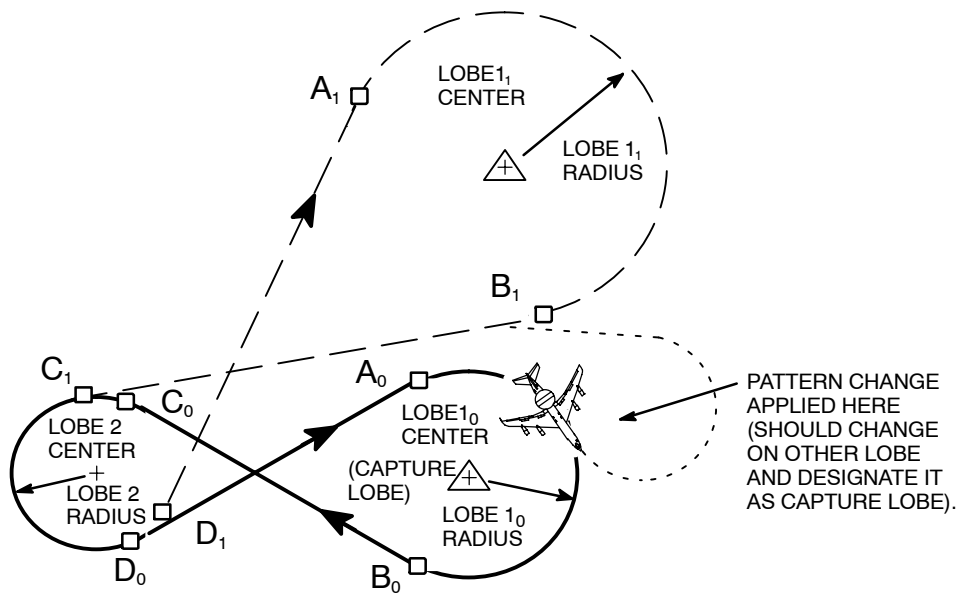 LOBE1₁
CENTER
A₁
LOBE 1₁
RADIUS
B₁
C₁
C₀
A₀
LOBE 2
CENTER
LOBE 2
RADIUS
LOBE1₀
CENTER
(CAPTURE
LOBE)
LOBE 1₀
RADIUS
D₁
D₀
B₀
PATTERN CHANGE
APPLIED HERE
(SHOULD CHANGE
ON OTHER LOBE
AND DESIGNATE IT
AS CAPTURE LOBE).